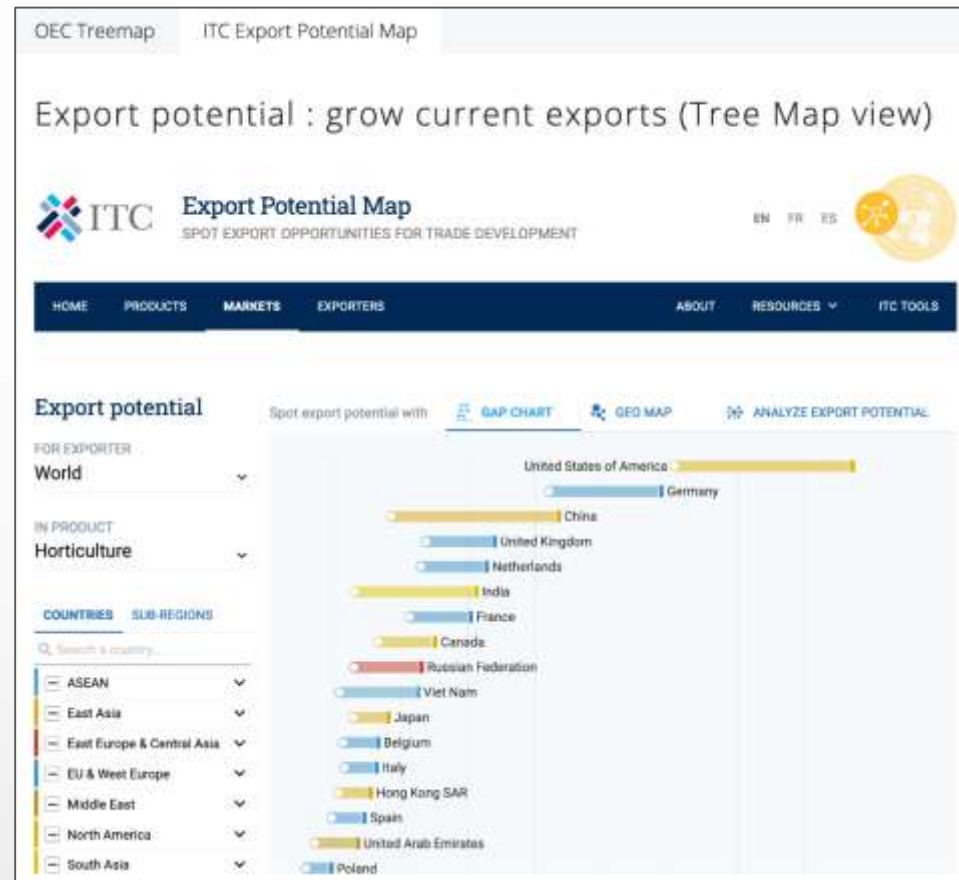 OEC Treemap ITC Export Potential Map
Export potential : grow current exports (Tree Map view)
ITC
Export Potential Map
SPOT EXPORT OPPORTUNITIES FOR TRADE DEVELOPMENT
EN FR ES
HOME PRODUCTS MARKETS EXPORTERS ABOUT RESOURCES ITC TOOLS
Export potential
FOR EXPORTER
World
IN PRODUCT
Horticulture
COUNTRIES SUB-REGIONS
Search a country...
ASEAN
East Asia
East Europe & Central Asia
EU & West Europe
Middle East
North America
South Asia
Spot export potential with GAP CHART GEO MAP ANALYZE EXPORT POTENTIAL
United States of America
Germany
China
United Kingdom
Netherlands
India
France
Canada
Russian Federation
Viet Nam
Japan
Belgium
Italy
Hong Kong SAR
Spain
United Arab Emirates
Poland